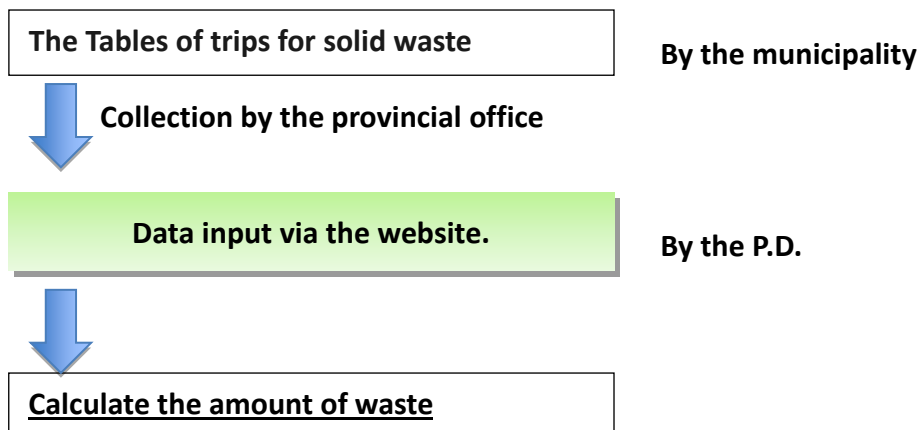 The Tables of trips for solid waste
By the municipality
Collection by the provincial office
Data input via the website.
By the P.D.
Calculate the amount of waste